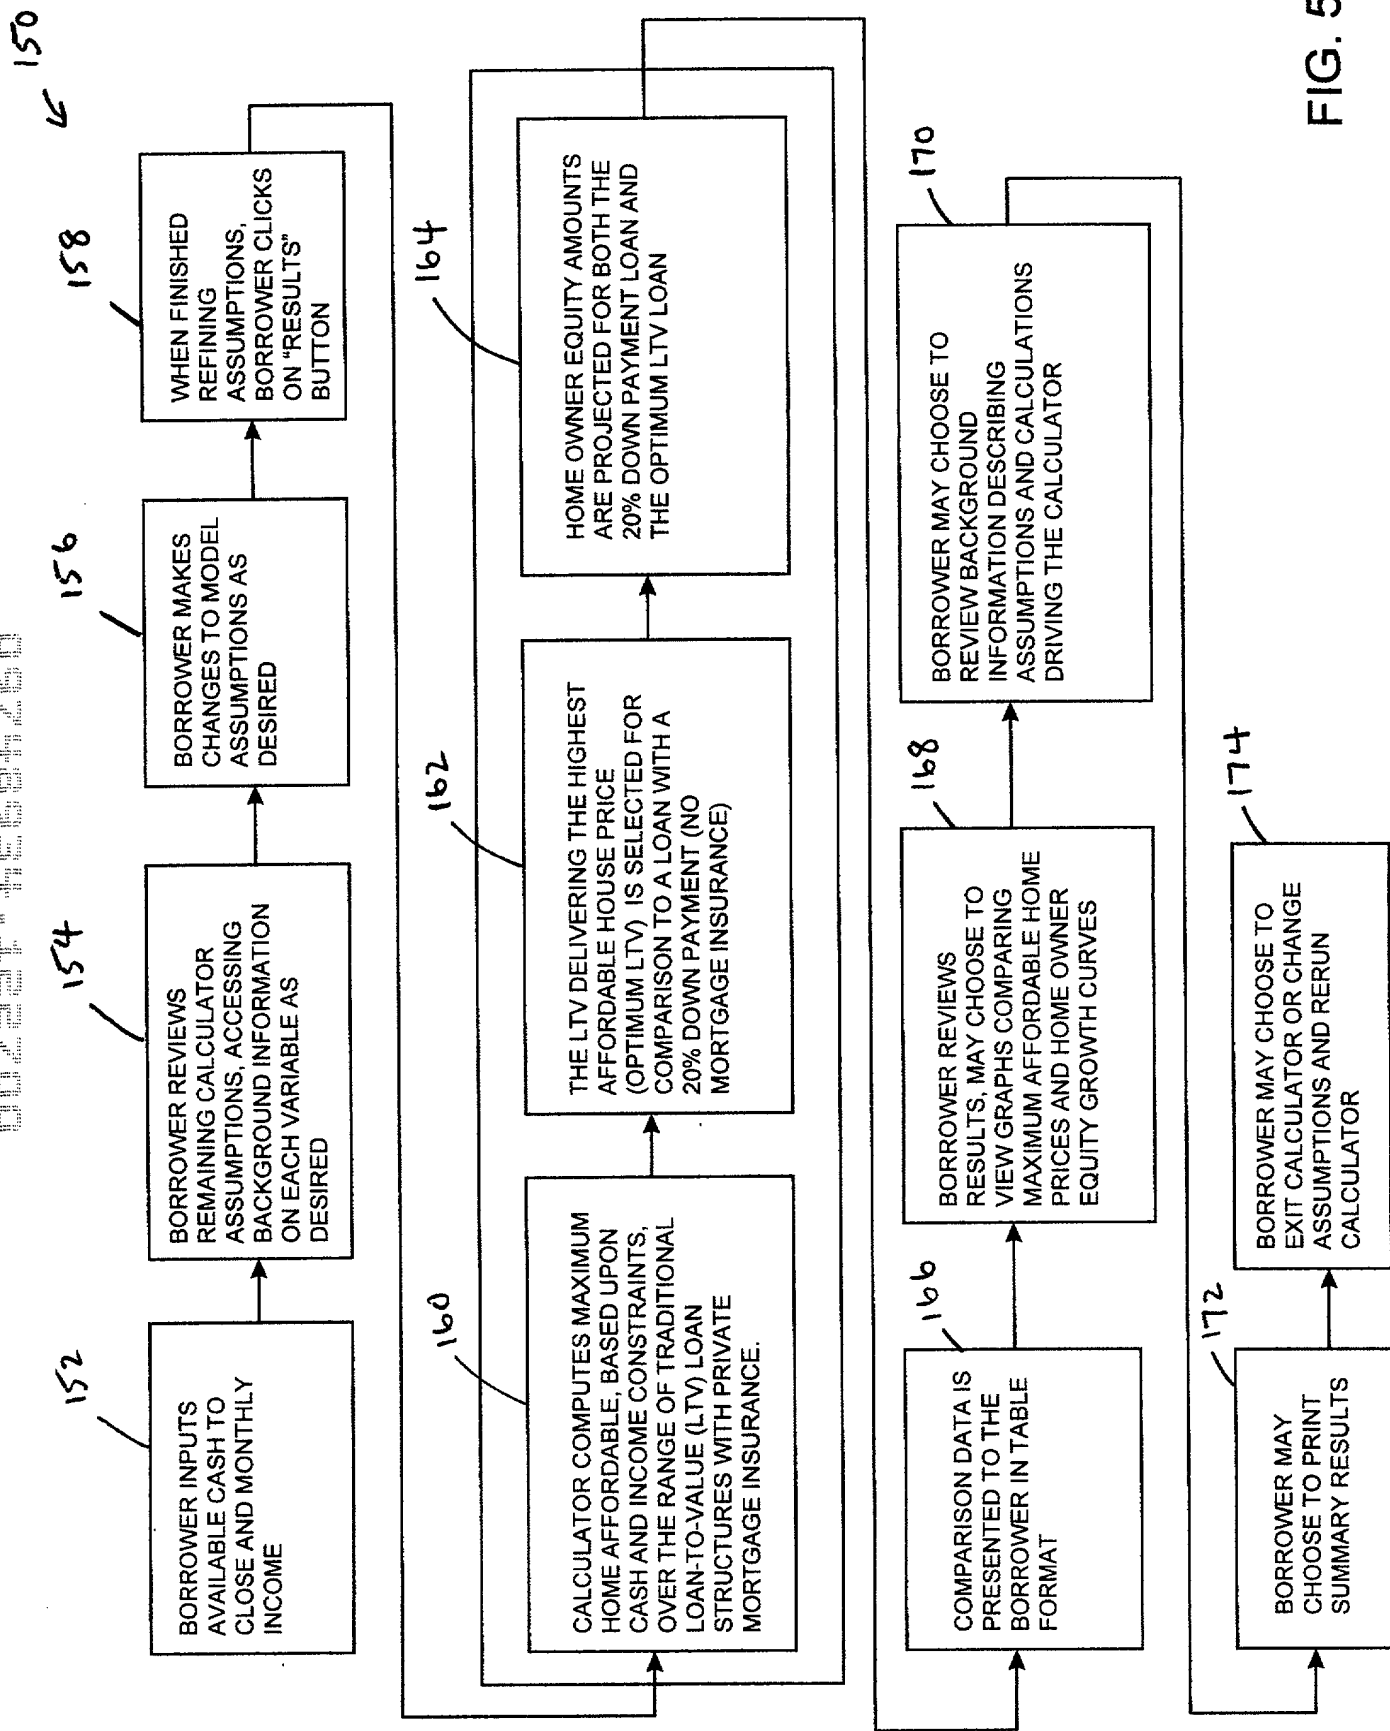 150
152
BORROWER INPUTS
AVAILABLE CASH TO
CLOSE AND MONTHLY
INCOME
154
BORROWER REVIEWS
REMAINING CALCULATOR
ASSUMPTIONS, ACCESSING
BACKGROUND INFORMATION
ON EACH VARIABLE AS
DESIRED
156
BORROWER MAKES
CHANGES TO MODEL
ASSUMPTIONS AS
DESIRED
158
WHEN FINISHED
REFINING
ASSUMPTIONS,
BORROWER CLICKS
ON "RESULTS"
BUTTON
160
CALCULATOR COMPUTES MAXIMUM
HOME AFFORDABLE, BASED UPON
CASH AND INCOME CONSTRAINTS,
OVER THE RANGE OF TRADITIONAL
LOAN-TO-VALUE (LTV) LOAN
STRUCTURES WITH PRIVATE
MORTGAGE INSURANCE.
162
THE LTV DELIVERING THE HIGHEST
AFFORDABLE HOUSE PRICE
(OPTIMUM LTV) IS SELECTED FOR
COMPARISON TO A LOAN WITH A
20% DOWN PAYMENT (NO
MORTGAGE INSURANCE)
164
HOME OWNER EQUITY AMOUNTS
ARE PROJECTED FOR BOTH THE
20% DOWN PAYMENT LOAN AND
THE OPTIMUM LTV LOAN
166
COMPARISON DATA IS
PRESENTED TO THE
BORROWER IN TABLE
FORMAT
168
BORROWER REVIEWS
RESULTS, MAY CHOOSE TO
VIEW GRAPHS COMPARING
MAXIMUM AFFORDABLE HOME
PRICES AND HOME OWNER
EQUITY GROWTH CURVES
170
BORROWER MAY CHOOSE TO
REVIEW BACKGROUND
INFORMATION DESCRIBING
ASSUMPTIONS AND CALCULATIONS
DRIVING THE CALCULATOR
172
BORROWER MAY
CHOOSE TO PRINT
SUMMARY RESULTS
174
BORROWER MAY CHOOSE TO
EXIT CALCULATOR OR CHANGE
ASSUMPTIONS AND RERUN
CALCULATOR
FIG. 5